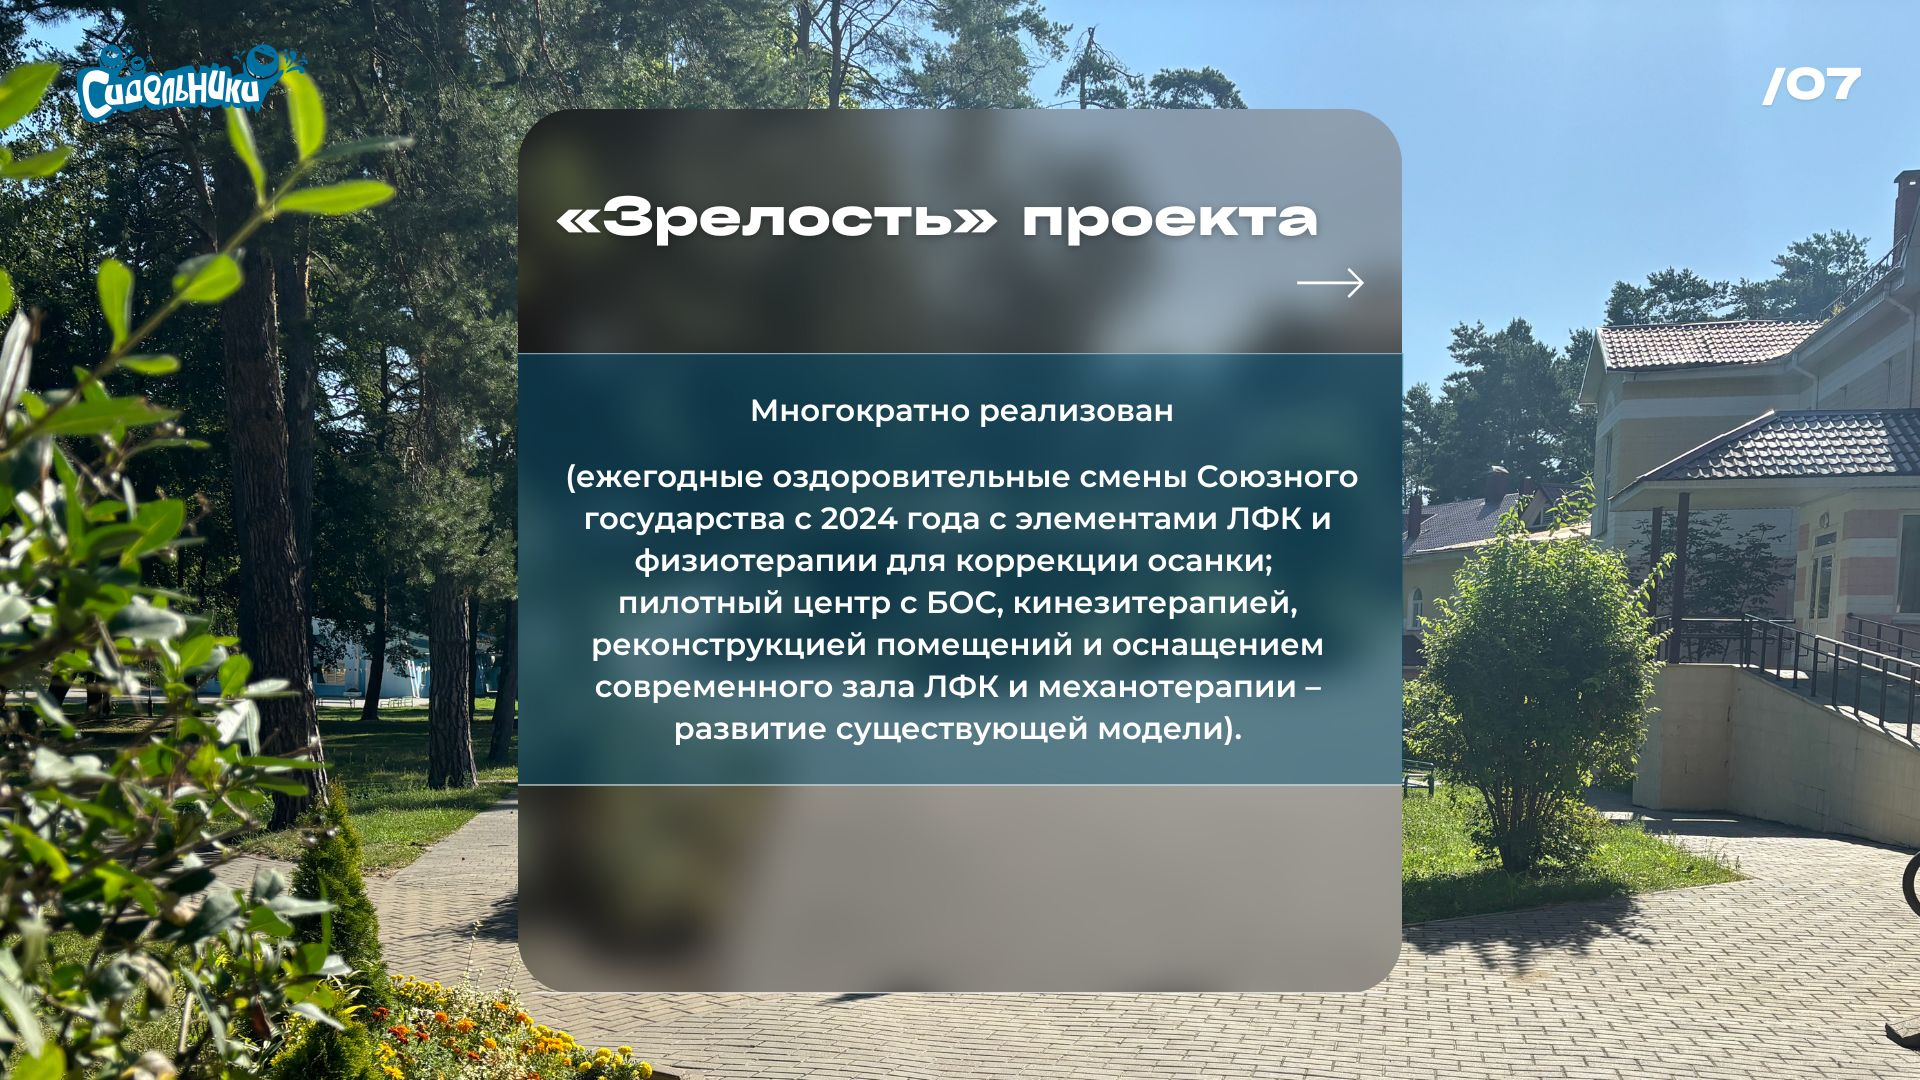 Сидельники
/07
«Зрелость» проекта
Многократно реализован
(ежегодные оздоровительные смены Союзного
государства с 2024 года с элементами ЛФК и
физиотерапии для коррекции осанки;
пилотный центр с БОС, кинезитерапией,
реконструкцией помещений и оснащением
современного зала ЛФК и механотерапии –
развитие существующей модели).